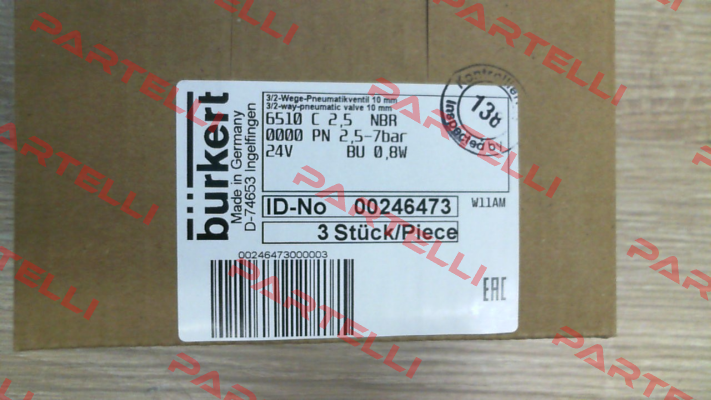 bürkert
Made in Germany
D-74653 Ingelfingen
3/2-Wege-Pneumatikventil 10 mm
3/2-way-pneumatic valve 10 mm
6510 C 2,5 NBR
0000 PN 2,5-7bar
24V BU 0,8W
ID-No 00246473
W11AM
3 Stück/Piece
00246473000003
EAC
138
Inspected
PARTELLI
PARTELLI
PARTELLI
PARTELLI
PARTELLI
PARTELLI
PARTELLI